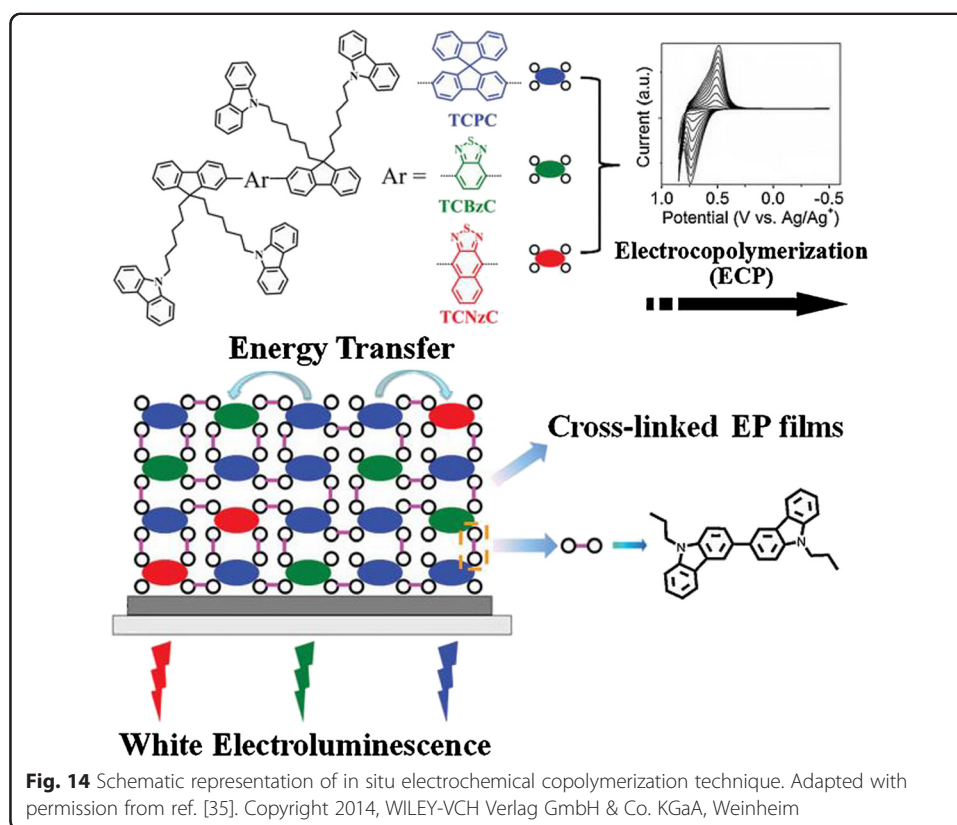 N
N
N
N
Ar
Ar =
TCPC
N S N
TCBzC
N S N
TCNzC
Current (a.u.)
1.0 0.5 0.0 -0.5
Potential (V vs. Ag/Ag⁺)
Electrocopolymerization
(ECP)
Energy Transfer
Cross-linked EP films
N
N
White Electroluminescence
Fig. 14 Schematic representation of in situ electrochemical copolymerization technique. Adapted with
permission from ref. [35]. Copyright 2014, WILEY-VCH Verlag GmbH & Co. KGaA, Weinheim